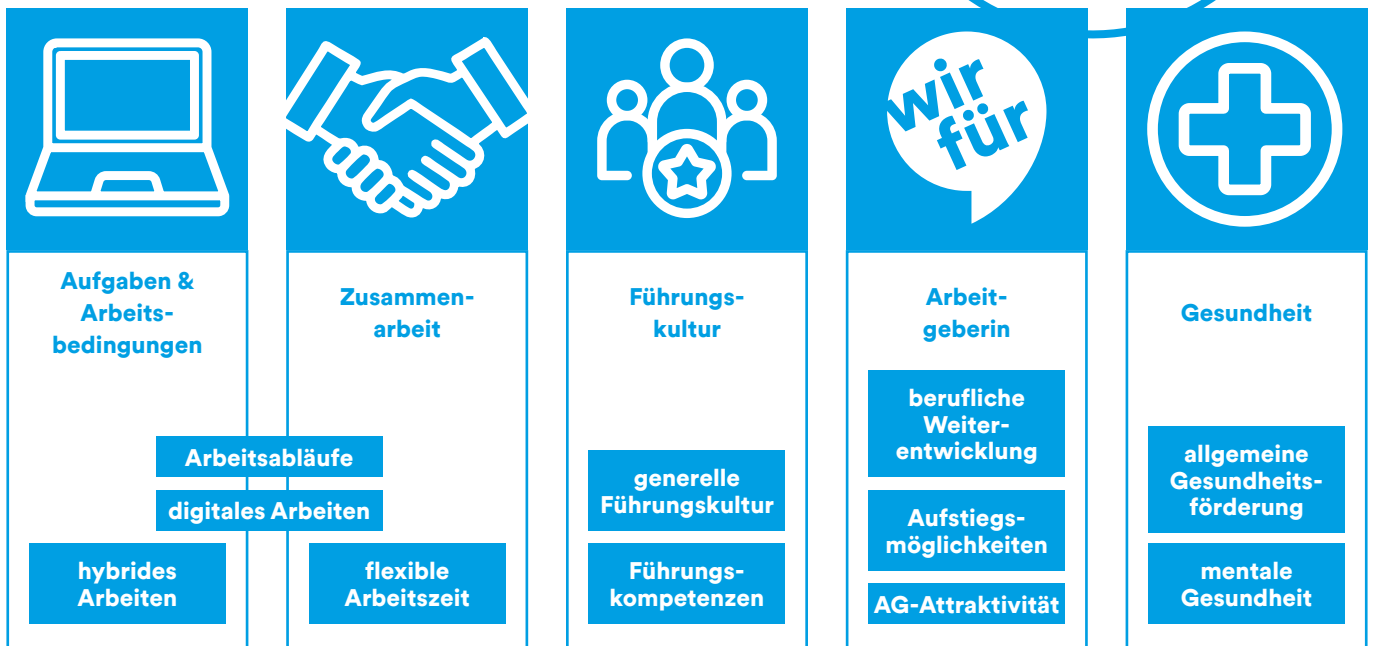 wir
für
Aufgaben &
Arbeits-
bedingungen
Arbeitsabläufe
digitales Arbeiten
hybrides
Arbeiten
Zusammen-
arbeit
flexible
Arbeitszeit
Führungs-
kultur
generelle
Führungskultur
Führungs-
kompetenzen
Arbeit-
geberin
berufliche
Weiter-
entwicklung
Aufstiegs-
möglichkeiten
AG-Attraktivität
Gesundheit
allgemeine
Gesundheits-
förderung
mentale
Gesundheit